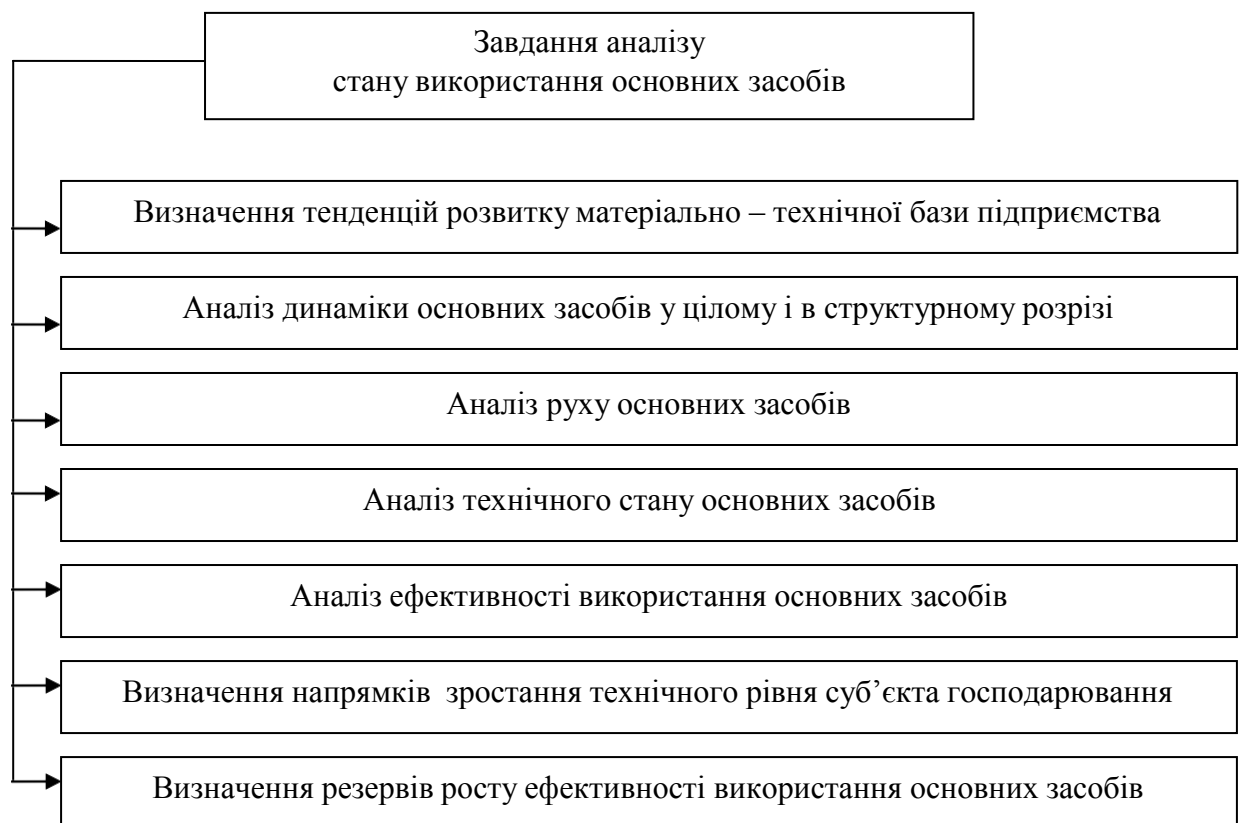 Завдання аналізу
стану використання основних засобів
Визначення тенденцій розвитку матеріально – технічної бази підприємства
Аналіз динаміки основних засобів у цілому і в структурному розрізі
Аналіз руху основних засобів
Аналіз технічного стану основних засобів
Аналіз ефективності використання основних засобів
Визначення напрямків зростання технічного рівня суб’єкта господарювання
Визначення резервів росту ефективності використання основних засобів